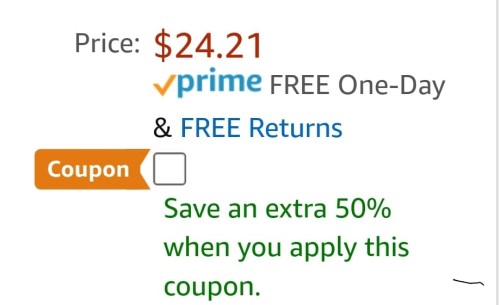 Price: $24.21
prime FREE One-Day
& FREE Returns
Coupon
Save an extra 50%
when you apply this
coupon.